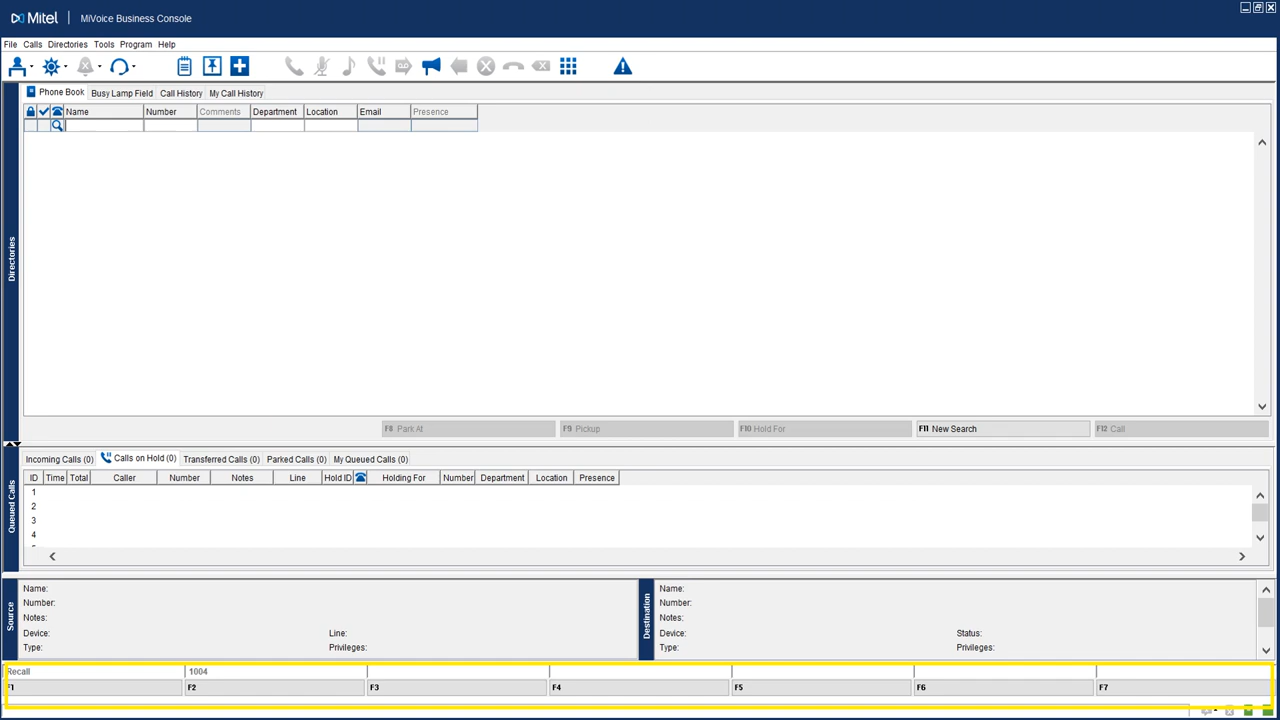 Mitel | MiVoice Business Console
File Calls Directories Tools Program Help
Phone Book Busy Lamp Field Call History My Call History
Name Number Comments Department Location Email Presence
Directories
F8 Park At F9 Pickup F10 Hold For F11 New Search F12 Call
Incoming Calls (0) Calls on Hold (0) Transferred Calls (0) Parked Calls (0) My Queued Calls (0)
ID Time Total Caller Number Notes Line Hold ID Holding For Number Department Location Presence
Queued Calls
1
2
3
4
Source
Name:
Number:
Notes:
Device: Line:
Type: Privileges:
Destination
Name:
Number:
Notes:
Device: Status:
Type: Privileges:
Recall 1004
F1 F2 F3 F4 F5 F6 F7